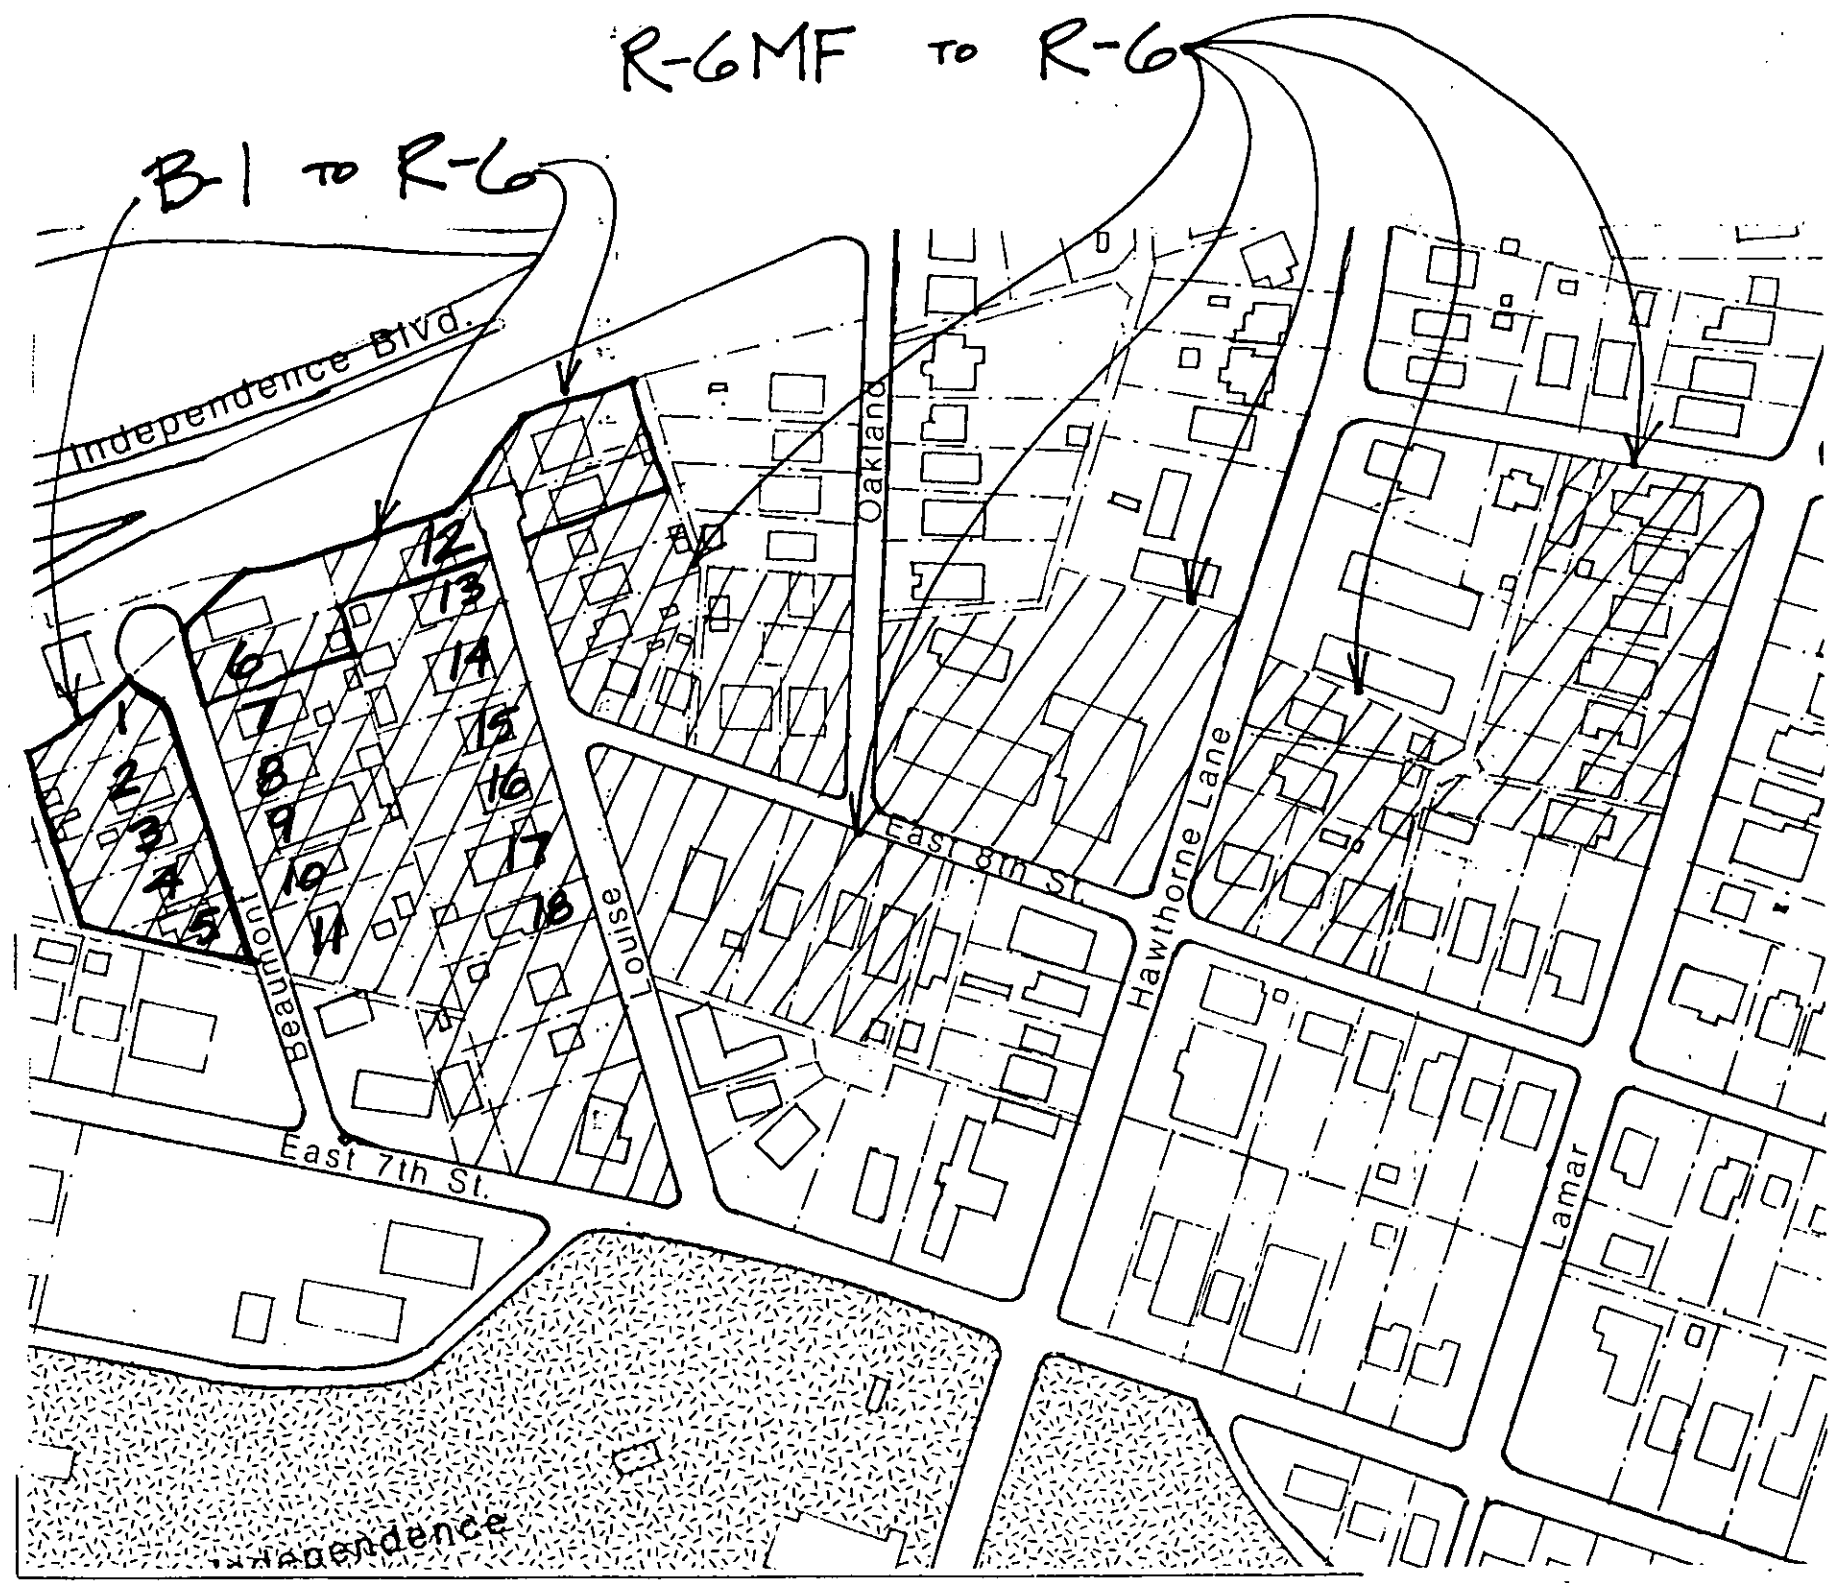 R-6MF TO R-6
B-1 TO R-6
Independence Blvd.
Oakland
12
13
6
14
1
7
15
2
8
16
3
9
17
4
10
18
5
11
East 8th St.
Hawthorne Lane
Louise
Beaumont
East 7th St.
Lamar
Independence